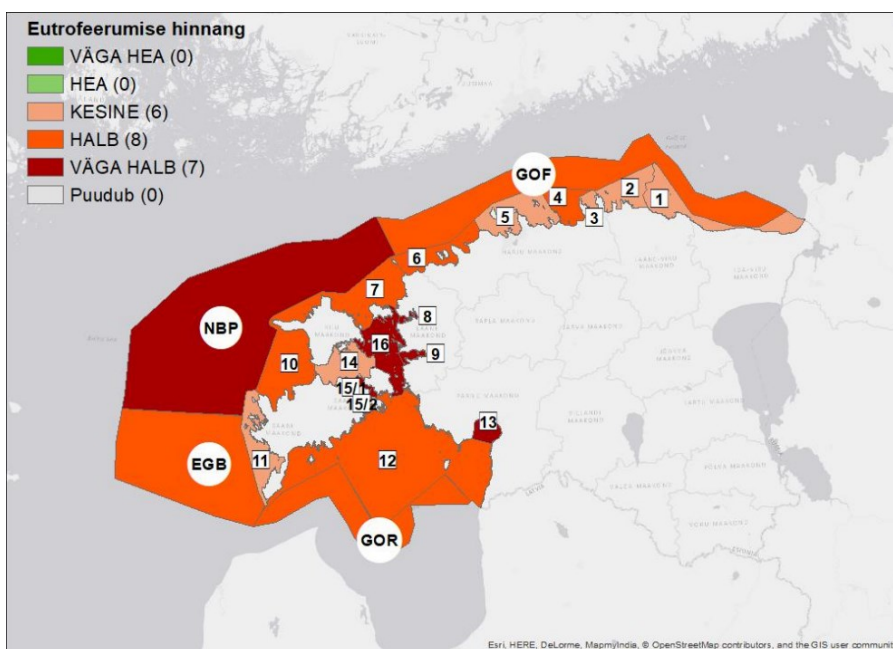 Eutrofeerumise hinnang
VÄGA HEA (0)
HEA (0)
KESINE (6)
HALB (8)
VÄGA HALB (7)
Puudub (0)
GOF
2
4
1
3
5
6
7
8
NBP
16
9
14
10
15/1
15/2
13
12
11
EGB
GOR
Esri, HERE, DeLorme, MapmyIndia, © OpenStreetMap contributors, and the GIS user communit